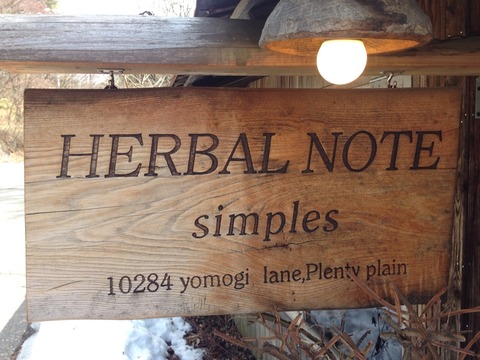 HERBAL NOTE
simples
10284 yomogi lane,Plenty plain